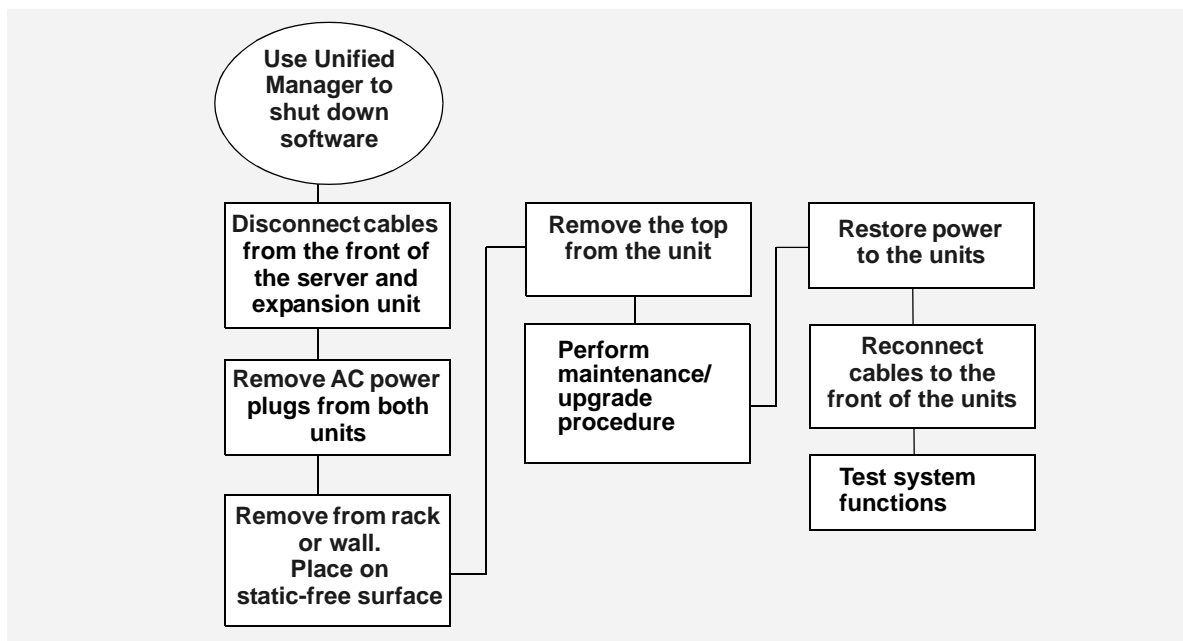 Use Unified
Manager to
shut down
software
Disconnect cables
from the front of
the server and
expansion unit
Remove AC power
plugs from both
units
Remove from rack
or wall.
Place on
static-free surface
Remove the top
from the unit
Perform
maintenance/
upgrade
procedure
Restore power
to the units
Reconnect
cables to the
front of the units
Test system
functions